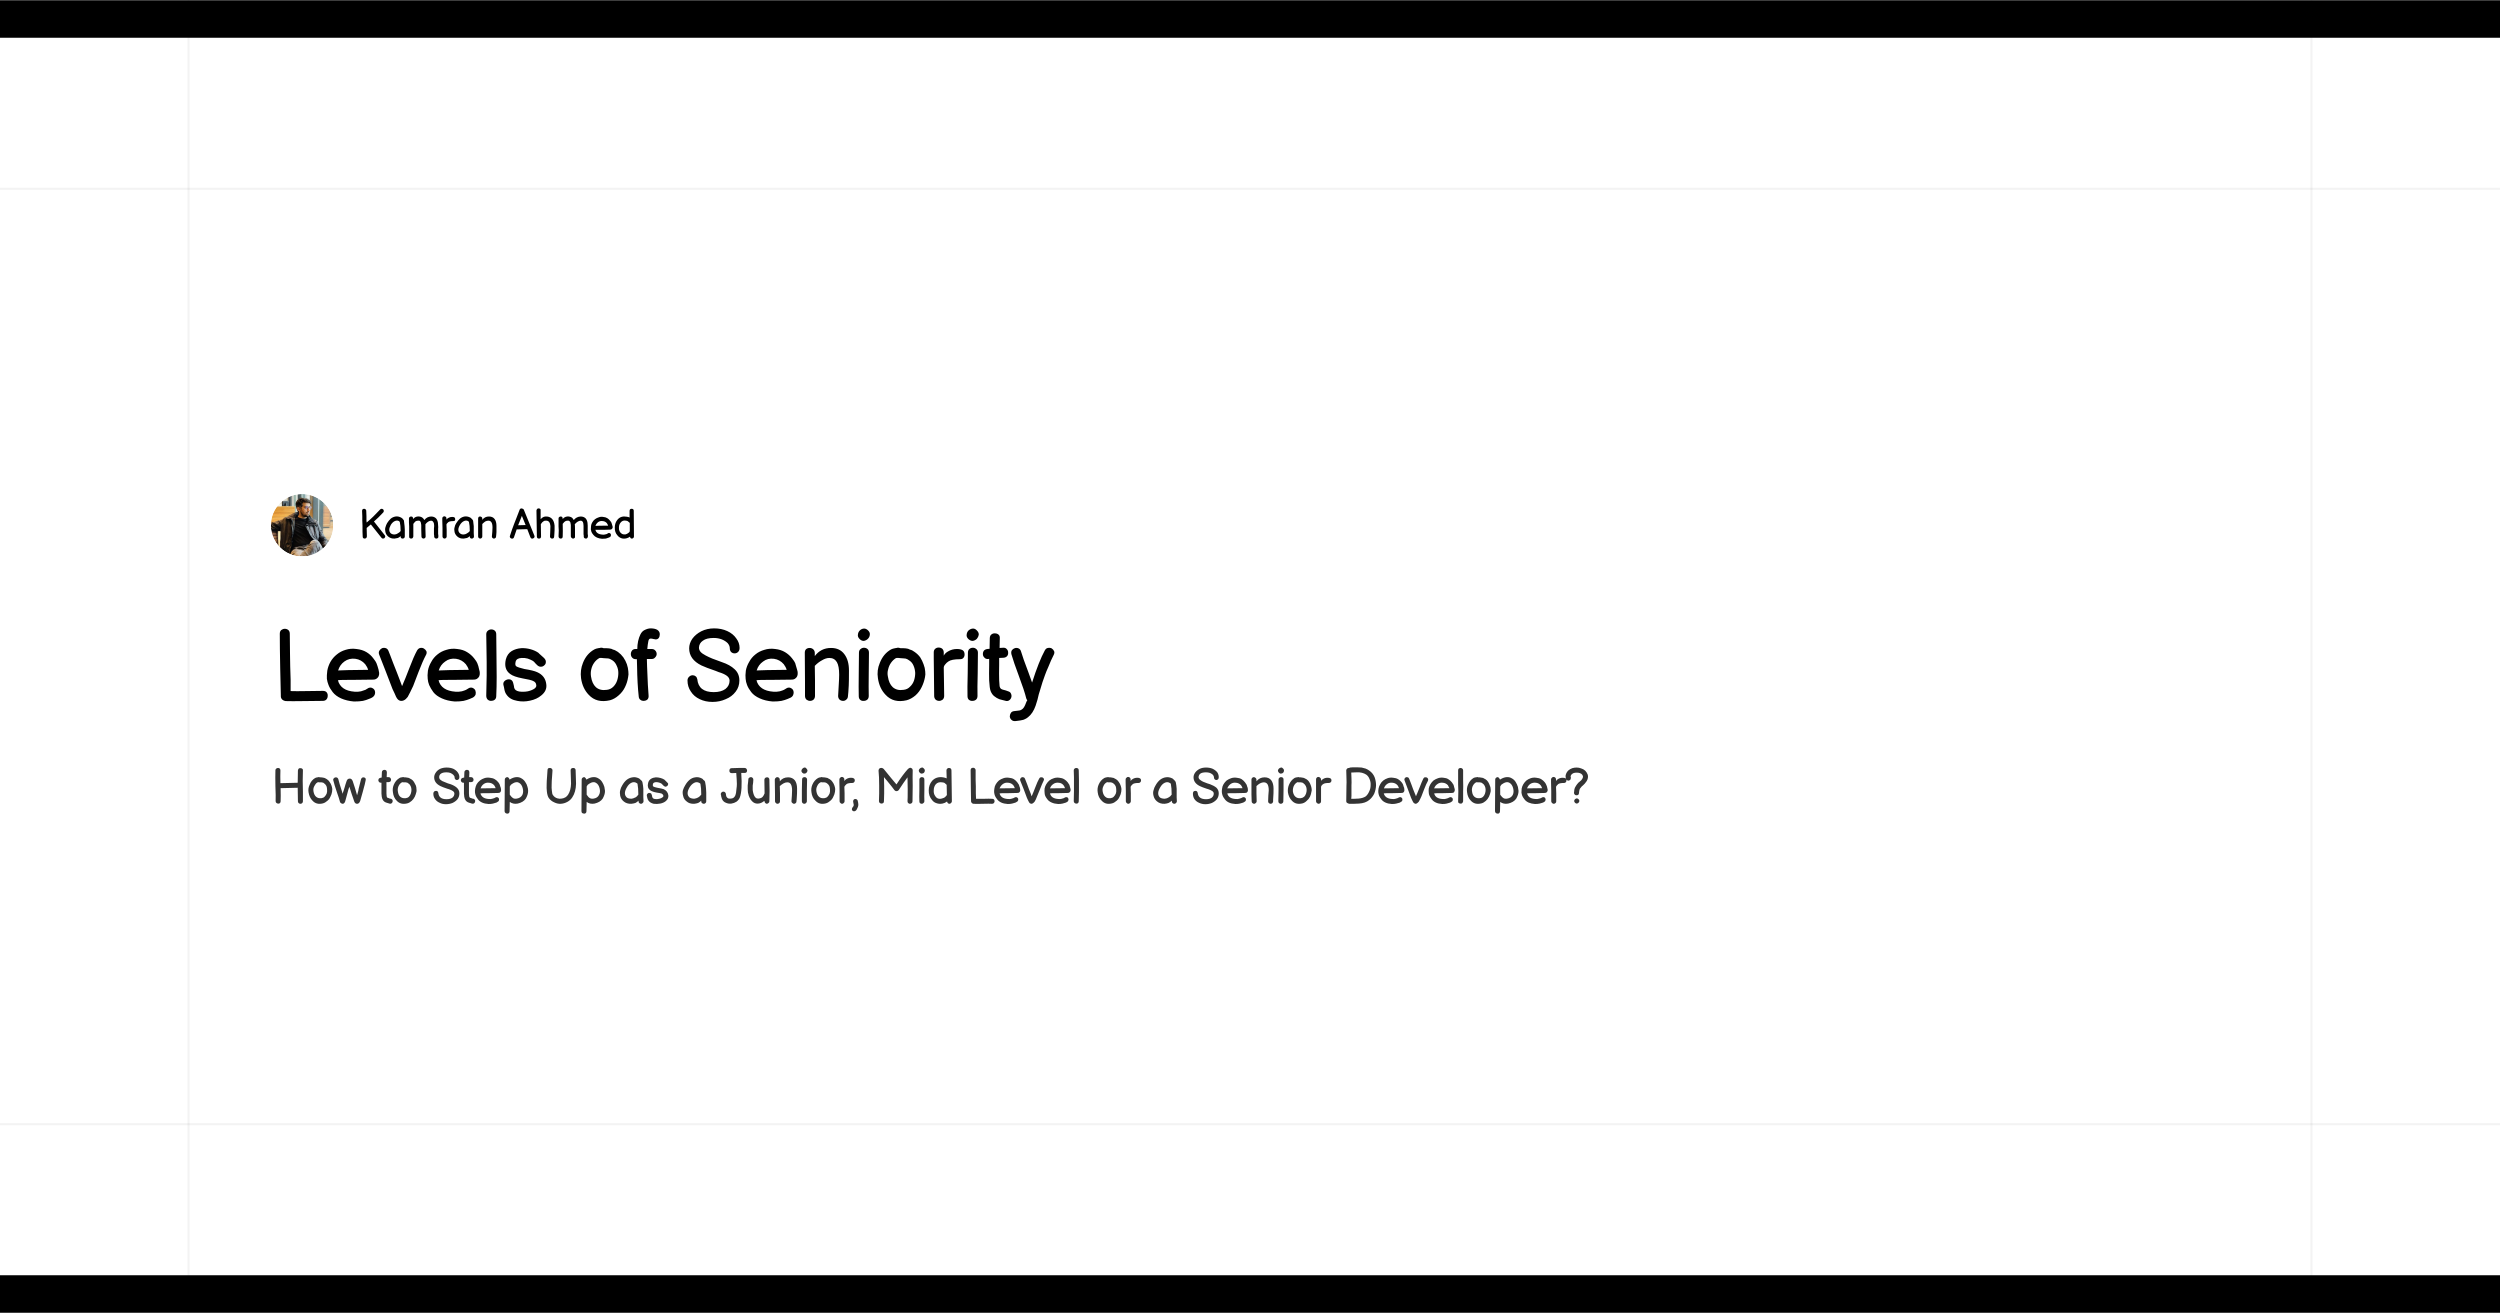 Kamran Ahmed
Levels of Seniority
How to Step Up as a Junior, Mid Level or a Senior Developer?